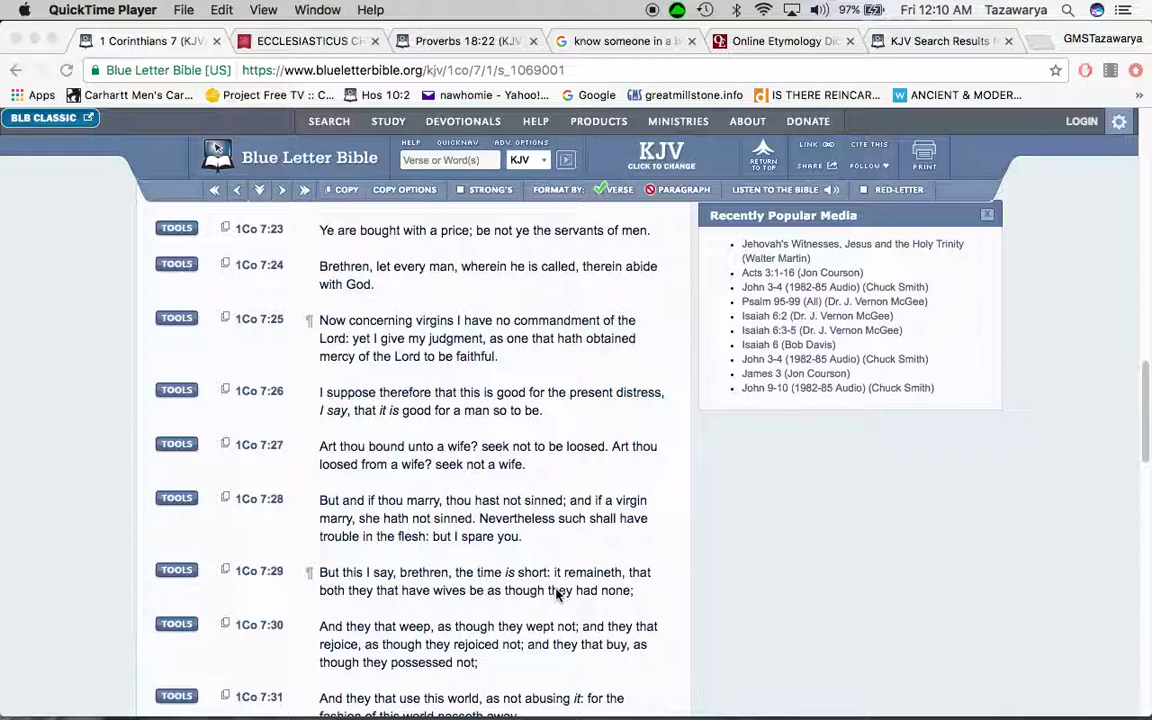 QuickTime Player File Edit View Window Help 97% Fri 12:10 AM Tazawarya
1 Corinthians 7 (KJV) ECCLESIASTICUS CH Proverbs 18:22 (KJV) know someone in a b Online Etymology Dic KJV Search Results f GMSTazawarya
Blue Letter Bible [US] https://www.blueletterbible.org/kjv/1co/7/1/s_1069001
Apps Carhartt Men's Car... Project Free TV :: C... Hos 10:2 nawhomie - Yahoo!... Google greatmillstone.info IS THERE REINCAR... ANCIENT & MODER... »
BLB CLASSIC SEARCH STUDY DEVOTIONALS HELP PRODUCTS MINISTRIES ABOUT DONATE LOGIN
Blue Letter Bible
HELP QUICKNAV ADV. OPTIONS
Verse or Word(s) KJV
KJV
CLICK TO CHANGE
RETURN TO TOP
LINK CITE THIS
SHARE FOLLOW
PRINT
COPY COPY OPTIONS STRONG'S FORMAT BY: VERSE PARAGRAPH LISTEN TO THE BIBLE RED-LETTER
TOOLS 1Co 7:23 Ye are bought with a price; be not ye the servants of men.
TOOLS 1Co 7:24 Brethren, let every man, wherein he is called, therein abide
with God.
TOOLS 1Co 7:25 ¶ Now concerning virgins I have no commandment of the
Lord: yet I give my judgment, as one that hath obtained
mercy of the Lord to be faithful.
TOOLS 1Co 7:26 I suppose therefore that this is good for the present distress,
I say, that it is good for a man so to be.
TOOLS 1Co 7:27 Art thou bound unto a wife? seek not to be loosed. Art thou
loosed from a wife? seek not a wife.
TOOLS 1Co 7:28 But and if thou marry, thou hast not sinned; and if a virgin
marry, she hath not sinned. Nevertheless such shall have
trouble in the flesh: but I spare you.
TOOLS 1Co 7:29 ¶ But this I say, brethren, the time is short: it remaineth, that
both they that have wives be as though they had none;
TOOLS 1Co 7:30 And they that weep, as though they wept not; and they that
rejoice, as though they rejoiced not; and they that buy, as
though they possessed not;
TOOLS 1Co 7:31 And they that use this world, as not abusing it: for the
fashion of this world passeth away.
Recently Popular Media x
Jehovah's Witnesses, Jesus and the Holy Trinity
(Walter Martin)
Acts 3:1-16 (Jon Courson)
John 3-4 (1982-85 Audio) (Chuck Smith)
Psalm 95-99 (All) (Dr. J. Vernon McGee)
Isaiah 6:2 (Dr. J. Vernon McGee)
Isaiah 6:3-5 (Dr. J. Vernon McGee)
Isaiah 6 (Bob Davis)
John 3-4 (1982-85 Audio) (Chuck Smith)
James 3 (Jon Courson)
John 9-10 (1982-85 Audio) (Chuck Smith)